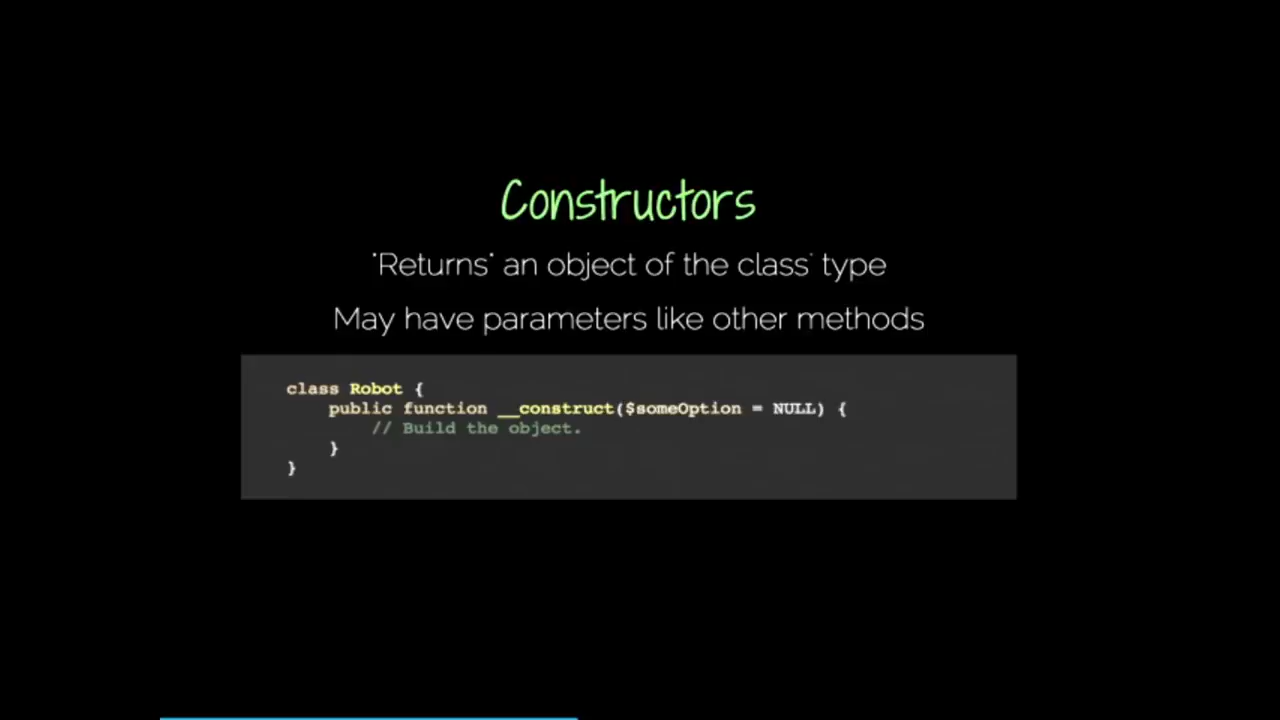 Constructors
"Returns" an object of the class' type
May have parameters like other methods
class Robot {
    public function __construct($someOption = NULL) {
        // Build the object.
    }
}